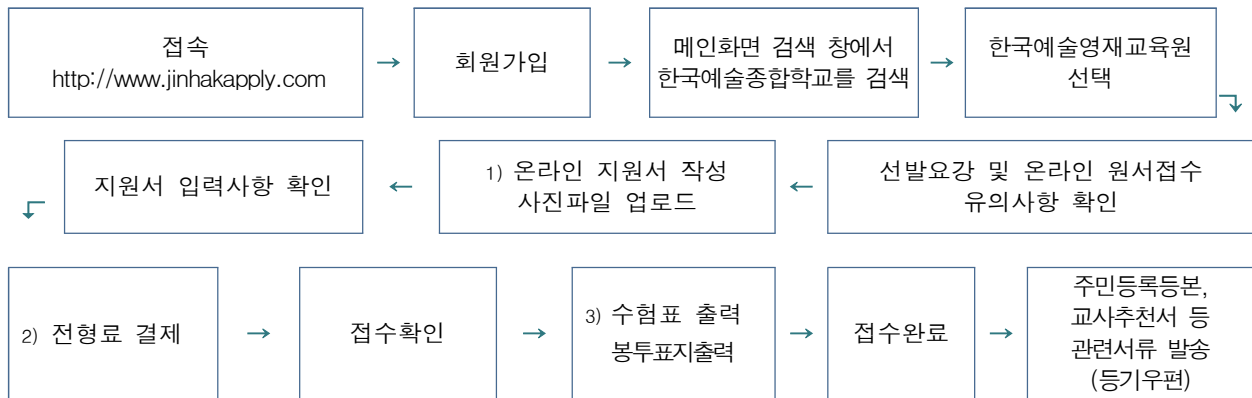 접속
http://www.jinhakapply.com
→
회원가입
→
메인화면 검색 창에서
한국예술종합학교를 검색
→
한국예술영재교육원
선택
선발요강 및 온라인 원서접수
유의사항 확인
←
1) 온라인 지원서 작성
사진파일 업로드
←
지원서 입력사항 확인
2) 전형료 결제
→
접수확인
→
3) 수험표 출력
봉투표지출력
→
접수완료
→
주민등록등본,
교사추천서 등
관련서류 발송
(등기우편)